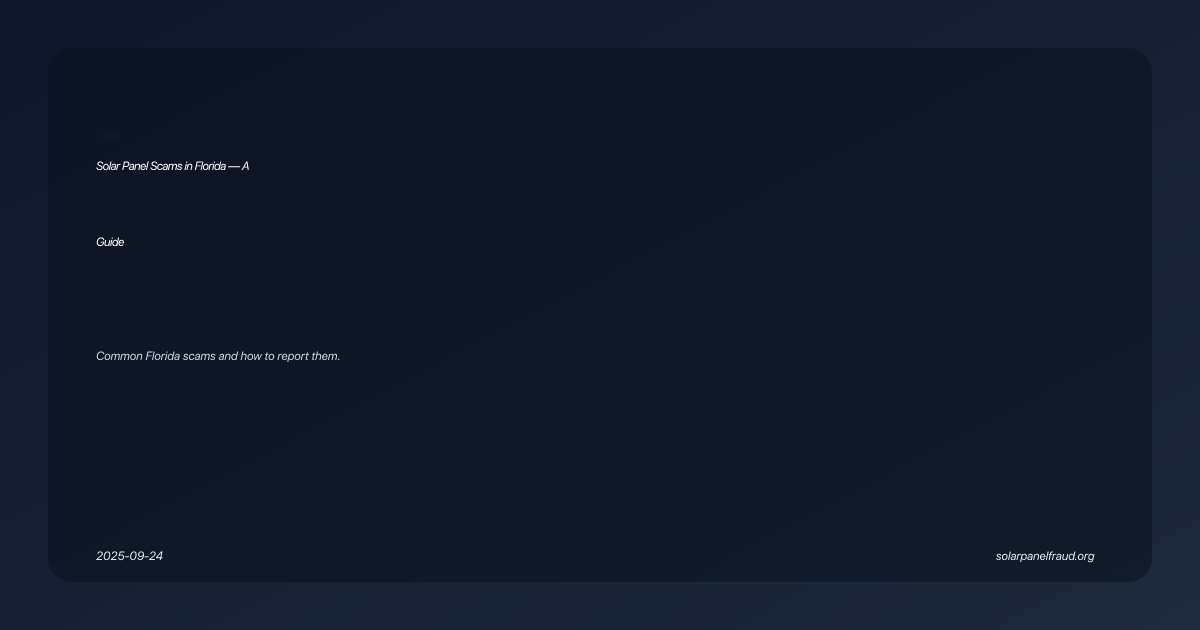 Solar Panel Scams in Florida — A
Guide
Common Florida scams and how to report them.
2025-09-24
solarpanelfraud.org